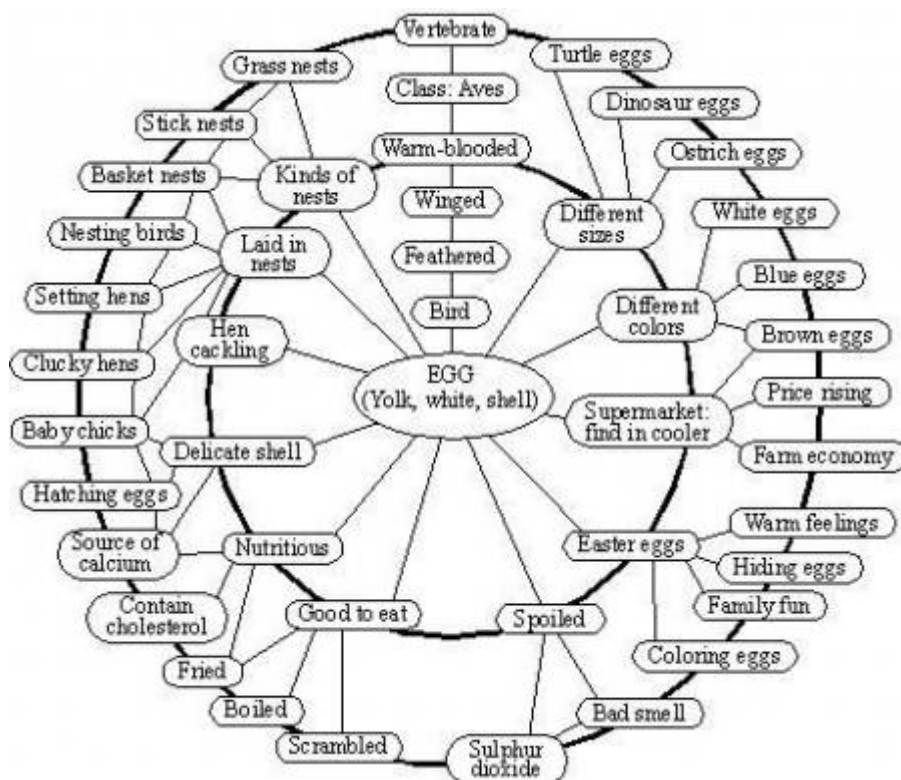 Vertebrate
Grass nests
Turtle eggs
Class: Aves
Dinosaur eggs
Stick nests
Warm-blooded
Ostrich eggs
Basket nests
Kinds of
nests
Winged
Different
sizes
White eggs
Nesting birds
Laid in
nests
Feathered
Blue eggs
Setting hens
Bird
Different
colors
Hen
cackling
Brown eggs
Clucky hens
EGG
(Yolk, white, shell)
Price rising
Supermarket:
find in cooler
Baby chicks
Delicate shell
Farm economy
Hatching eggs
Warm feelings
Source of
calcium
Nutritious
Easter eggs
Hiding eggs
Contain
cholesterol
Good to eat
Spoiled
Family fun
Fried
Coloring eggs
Boiled
Bad smell
Scrambled
Sulphur
dioxide